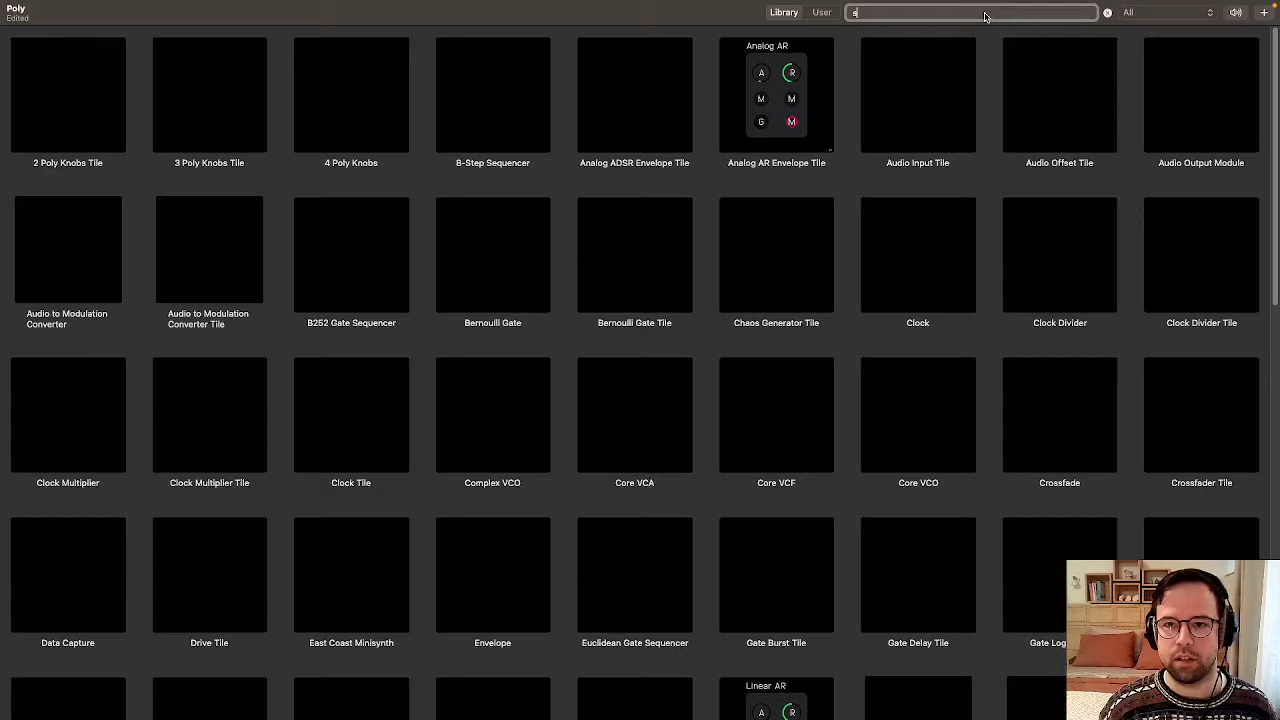 Poly
Edited
Library
User
s
All
Analog AR
A
R
M
M
G
M
2 Poly Knobs Tile
3 Poly Knobs Tile
4 Poly Knobs
8-Step Sequencer
Analog ADSR Envelope Tile
Analog AR Envelope Tile
Audio Input Tile
Audio Offset Tile
Audio Output Module
Audio to Modulation
Converter
Audio to Modulation
Converter Tile
B252 Gate Sequencer
Bernoulli Gate
Bernoulli Gate Tile
Chaos Generator Tile
Clock
Clock Divider
Clock Divider Tile
Clock Multiplier
Clock Multiplier Tile
Clock Tile
Complex VCO
Core VCA
Core VCF
Core VCO
Crossfade
Crossfader Tile
Data Capture
Drive Tile
East Coast Minisynth
Envelope
Euclidean Gate Sequencer
Gate Burst Tile
Gate Delay Tile
Gate Log
Linear AR
A
R